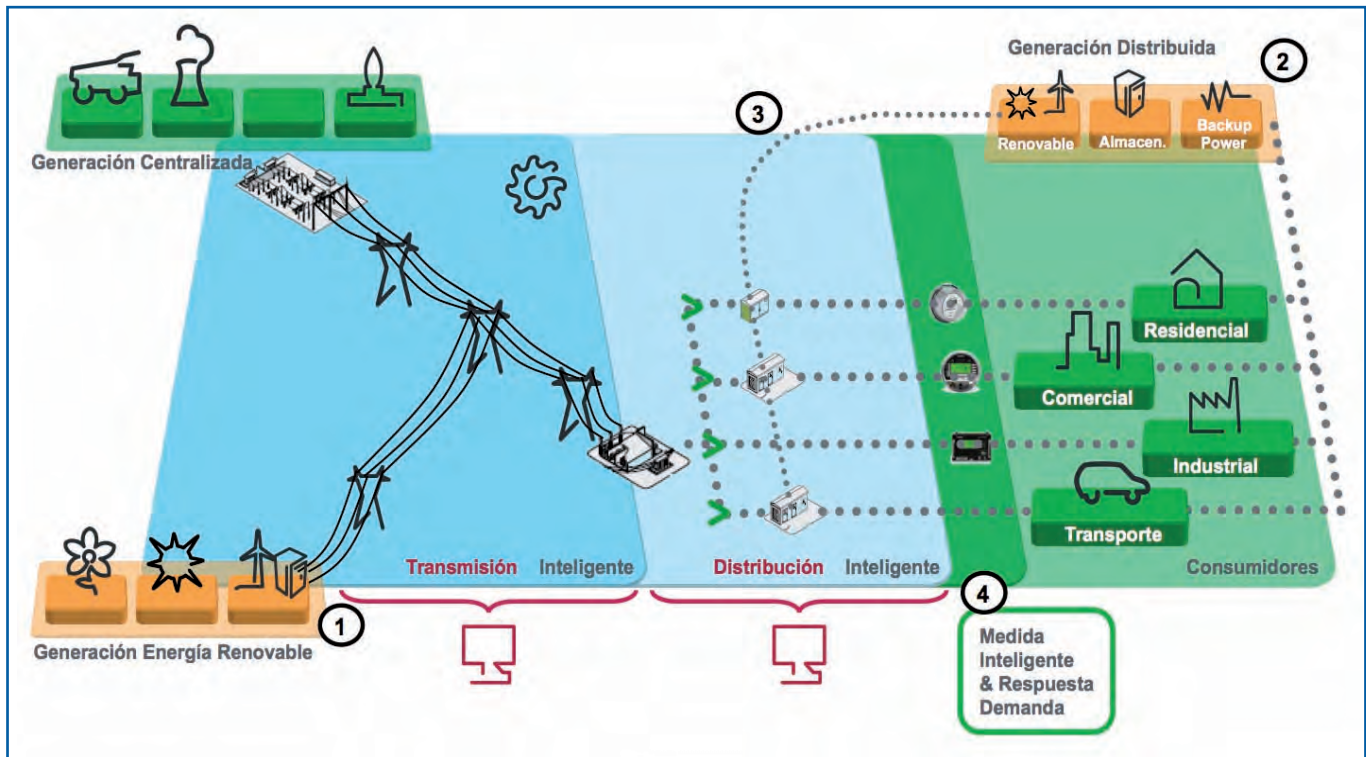 Generación Distribuida
2
3
Renovable
Almacen.
Backup
Power
Generación Centralizada
Residencial
Comercial
Industrial
Transporte
Transmisión Inteligente
Distribución Inteligente
Consumidores
1
Generación Energía Renovable
4
Medida
Inteligente
& Respuesta
Demanda